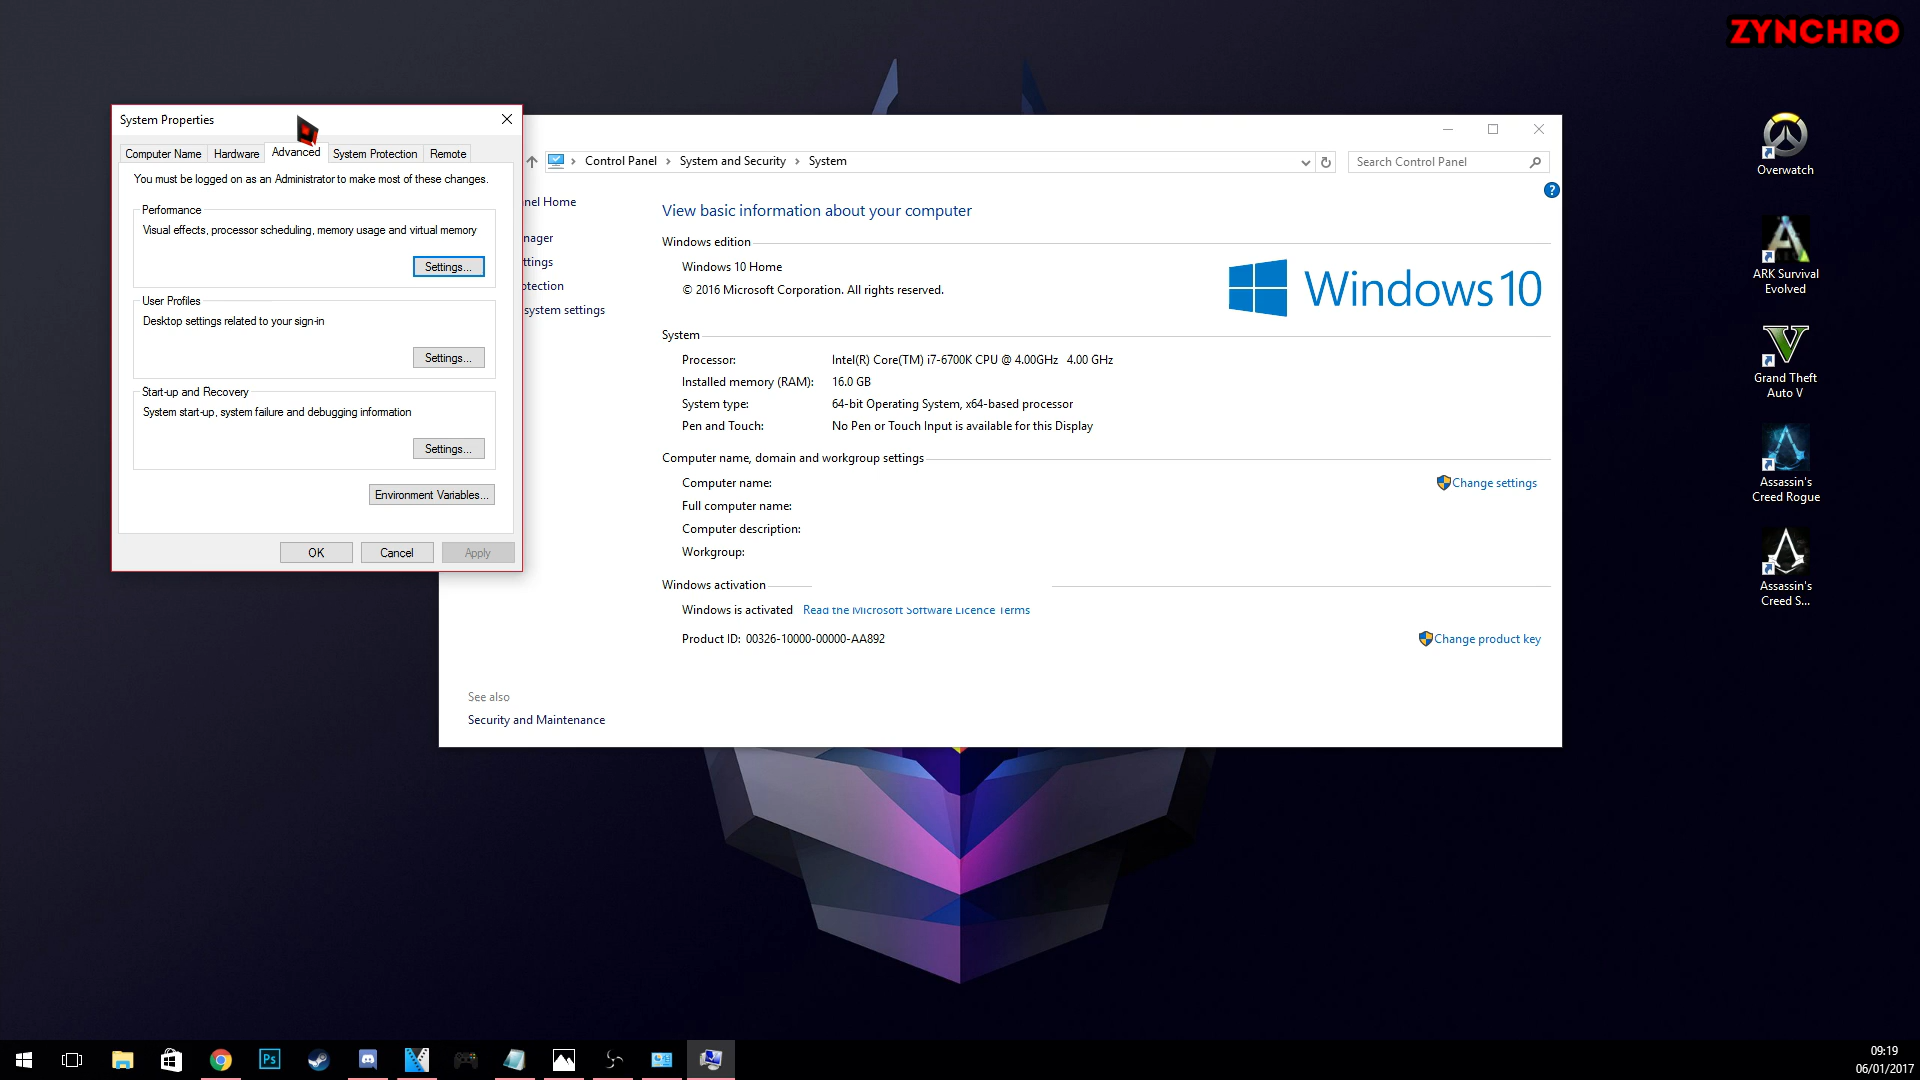 ZYNCHRO
System Properties
Computer Name
Hardware
Advanced
System Protection
Remote
You must be logged on as an Administrator to make most of these changes.
Performance
Visual effects, processor scheduling, memory usage and virtual memory
Settings...
User Profiles
Desktop settings related to your sign-in
Settings...
Start-up and Recovery
System start-up, system failure and debugging information
Settings...
Environment Variables...
OK
Cancel
Apply
Control Panel > System and Security > System
Search Control Panel
?
nel Home
nager
ttings
otection
system settings
See also
Security and Maintenance
View basic information about your computer
Windows edition
Windows 10 Home
© 2016 Microsoft Corporation. All rights reserved.
Windows 10
System
Processor: Intel(R) Core(TM) i7-6700K CPU @ 4.00GHz 4.00 GHz
Installed memory (RAM): 16.0 GB
System type: 64-bit Operating System, x64-based processor
Pen and Touch: No Pen or Touch Input is available for this Display
Computer name, domain and workgroup settings
Computer name:
Change settings
Full computer name:
Computer description:
Workgroup:
Windows activation
Windows is activated Read the Microsoft Software Licence Terms
Product ID: 00326-10000-00000-AA892
Change product key
Overwatch
ARK Survival
Evolved
Grand Theft
Auto V
Assassin's
Creed Rogue
Assassin's
Creed S...
Ps
09:19
06/01/2017